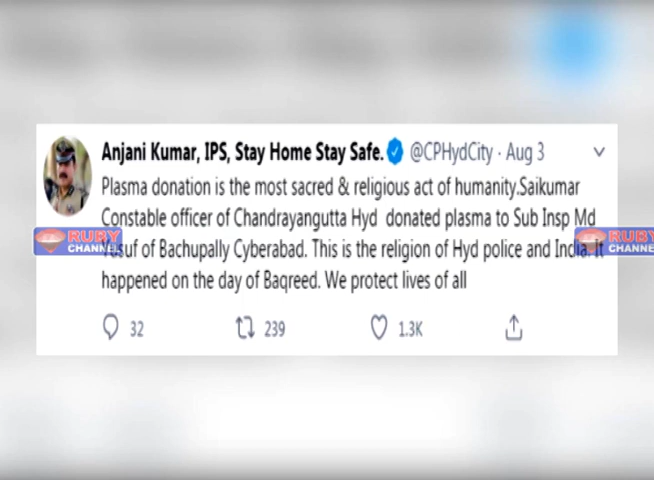 Anjani Kumar, IPS, Stay Home Stay Safe. @CPHydCity · Aug 3
Plasma donation is the most sacred & religious act of humanity.Saikumar
Constable officer of Chandrayangutta Hyd donated plasma to Sub Insp Md
Yusuf of Bachupally Cyberabad. This is the religion of Hyd police and India. It
happened on the day of Baqreed. We protect lives of all
32 239 1.3K
RUBY
CHANNEL
RUBY
CHANNEL